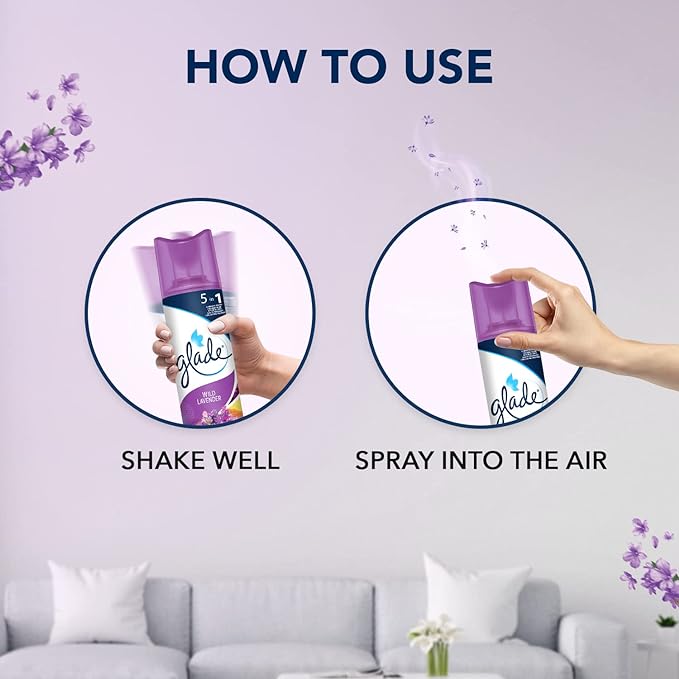 HOW TO USE
5 in 1
glade
WILD
LAVENDER
glade
SHAKE WELL
SPRAY INTO THE AIR